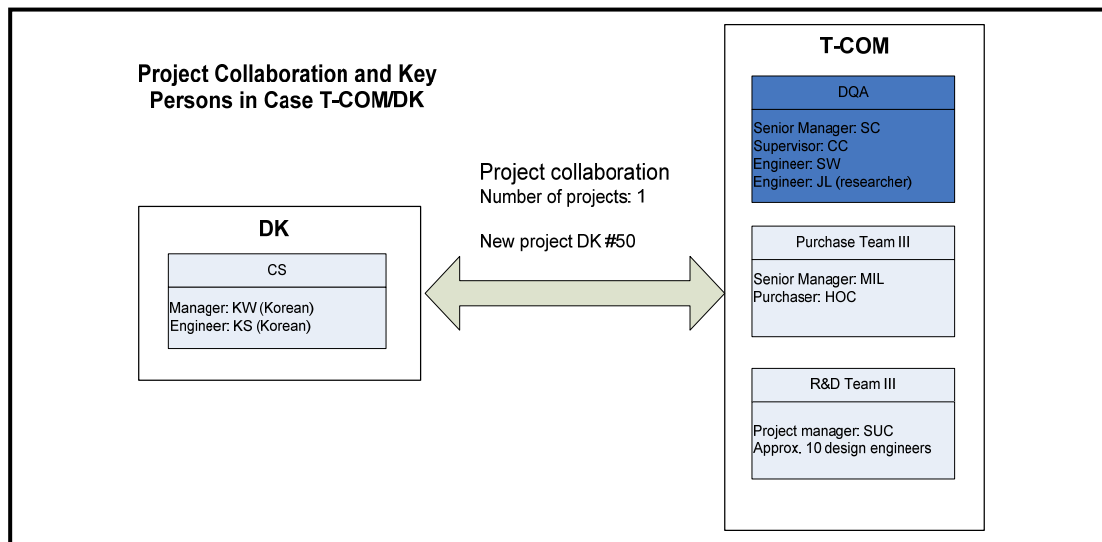 Project Collaboration and Key
Persons in Case T-COM/DK
DK
CS
Manager: KW (Korean)
Engineer: KS (Korean)
Project collaboration
Number of projects: 1
New project DK #50
T-COM
DQA
Senior Manager: SC
Supervisor: CC
Engineer: SW
Engineer: JL (researcher)
Purchase Team III
Senior Manager: MIL
Purchaser: HOC
R&D Team III
Project manager: SUC
Approx. 10 design engineers